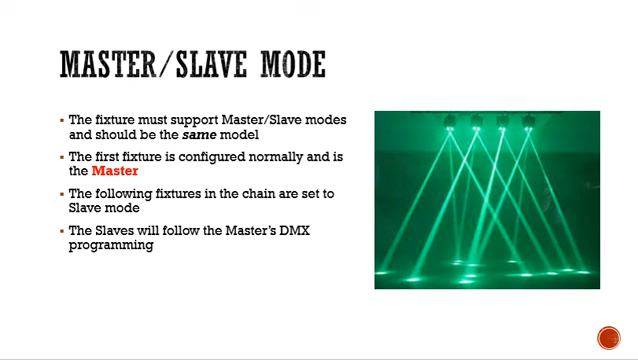 MASTER/SLAVE MODE
▪ The fixture must support Master/Slave modes
and should be the same model
▪ The first fixture is configured normally and is
the Master
▪ The following fixtures in the chain are set to
Slave mode
▪ The Slaves will follow the Master's DMX
programming